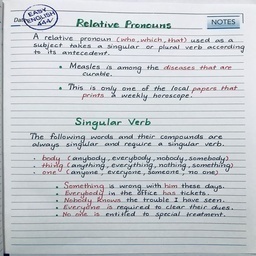 Date
EASY ENGLISH 444
Relative Pronouns
NOTES
A relative pronoun (who, which, that) used as a
subject takes a singular or plural verb according
to its antecedent.
• Measles is among the diseases that are
curable.
• This is only one of the local papers that
prints a weekly horoscope.
Singular Verb
The following words and their compounds are
always singular and require a singular verb.
• body (anybody, everybody, nobody, somebody)
• thing (anything, everything, nothing, something)
• one (anyone, everyone, someone, no one)
• Something is wrong with him these days.
• Everybody in the office has tickets.
• Nobody knows the trouble I have seen.
• Everyone is required to clear their dues.
• No one is entitled to special treatment.